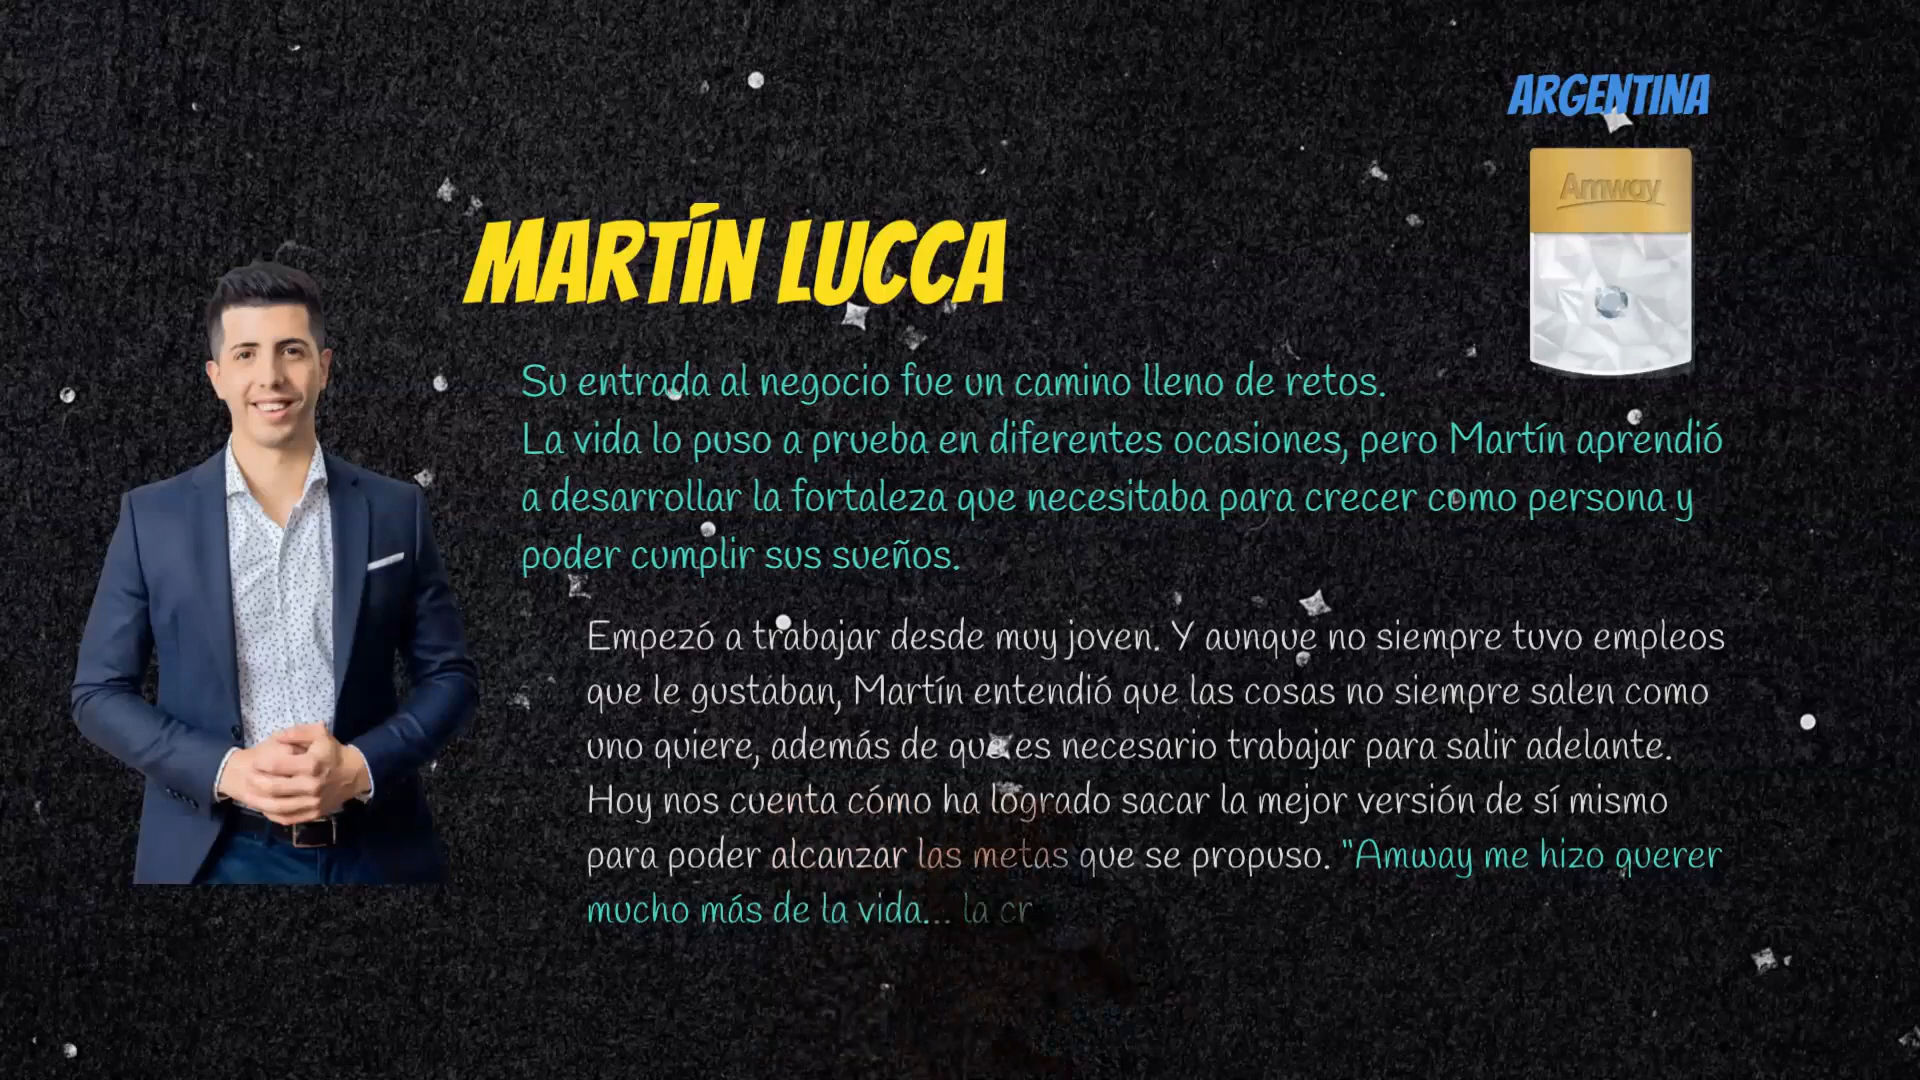 ARGENTINA
Amway
MARTÍN LUCCA
Su entrada al negocio fue un camino lleno de retos.
La vida lo puso a prueba en diferentes ocasiones, pero Martín aprendió
a desarrollar la fortaleza que necesitaba para crecer como persona y
poder cumplir sus sueños.
Empezó a trabajar desde muy joven. Y aunque no siempre tuvo empleos
que le gustaban, Martín entendió que las cosas no siempre salen como
uno quiere, además de que es necesario trabajar para salir adelante.
Hoy nos cuenta cómo ha logrado sacar la mejor versión de sí mismo
para poder alcanzar las metas que se propuso. "Amway me hizo querer
mucho más de la vida... la cr